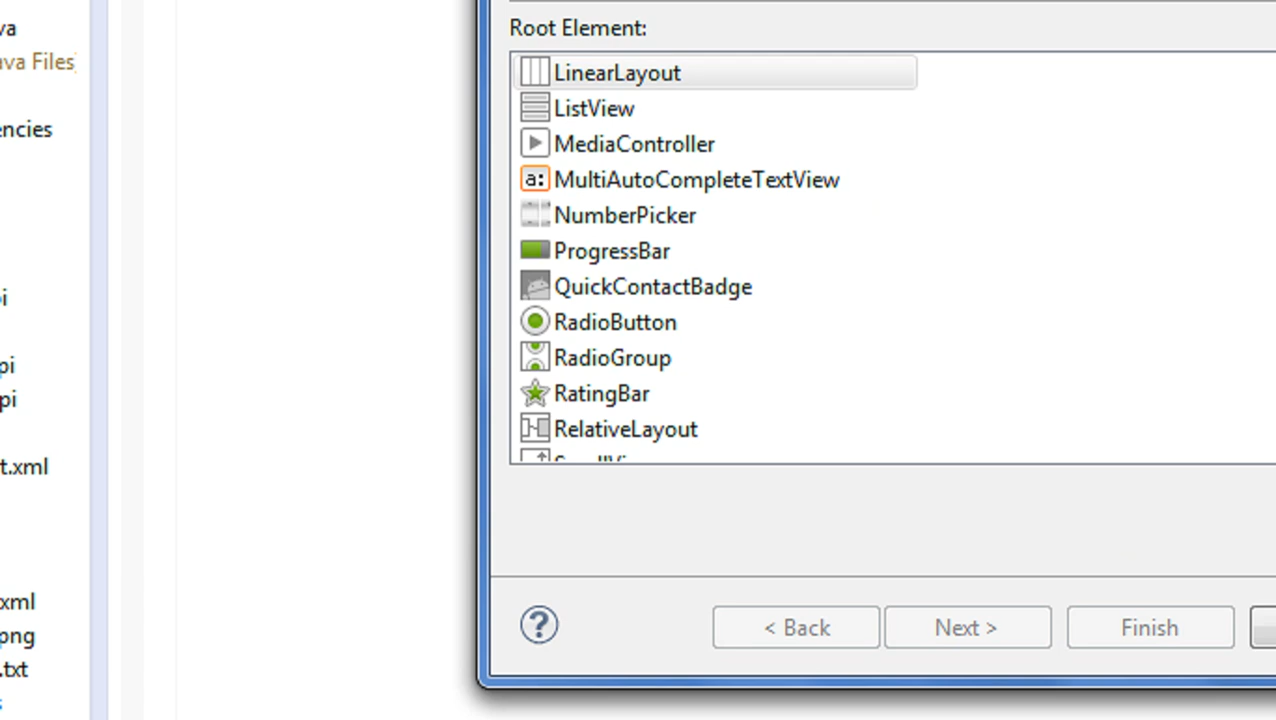 va
ava Files
encies
pi
pi
t.xml
xml
png
.txt
Root Element:
LinearLayout
ListView
MediaController
a: MultiAutoCompleteTextView
NumberPicker
ProgressBar
QuickContactBadge
RadioButton
RadioGroup
RatingBar
RelativeLayout
? < Back Next > Finish